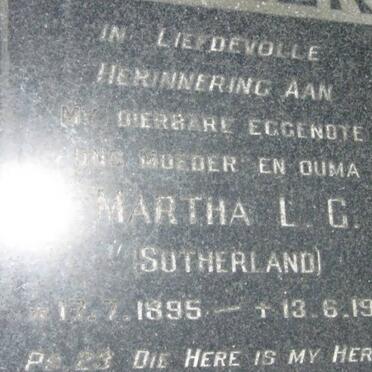 IN LIEFDEVOLLE
HERINNERING AAN
MY DIERBARE EGGENOTE
ONS MOEDER EN OUMA
MARTHA L. G.
(SUTHERLAND)
* 17.7.1895 — † 13.6.19
PS. 23 DIE HERE IS MY HER